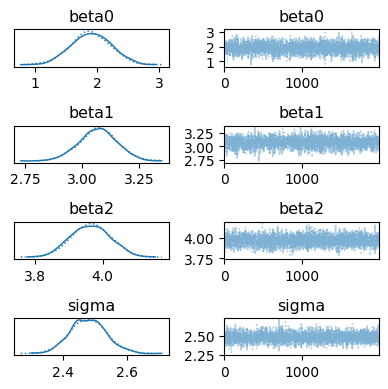 beta0 beta0
3
2
1
1 2 3 0 1000
beta1 beta1
3.25
3.00
2.75
2.75 3.00 3.25 0 1000
beta2 beta2
4.00
3.75
3.8 4.0 0 1000
sigma sigma
2.50
2.25
2.4 2.6 0 1000